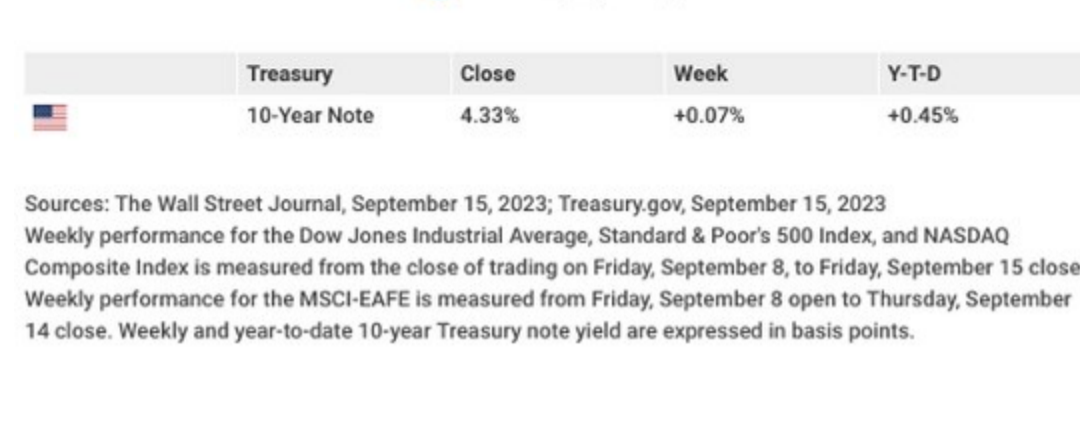 Treasury Close Week Y-T-D
10-Year Note 4.33% +0.07% +0.45%
Sources: The Wall Street Journal, September 15, 2023; Treasury.gov, September 15, 2023
Weekly performance for the Dow Jones Industrial Average, Standard & Poor's 500 Index, and NASDAQ
Composite Index is measured from the close of trading on Friday, September 8, to Friday, September 15 close
Weekly performance for the MSCI-EAFE is measured from Friday, September 8 open to Thursday, September
14 close. Weekly and year-to-date 10-year Treasury note yield are expressed in basis points.